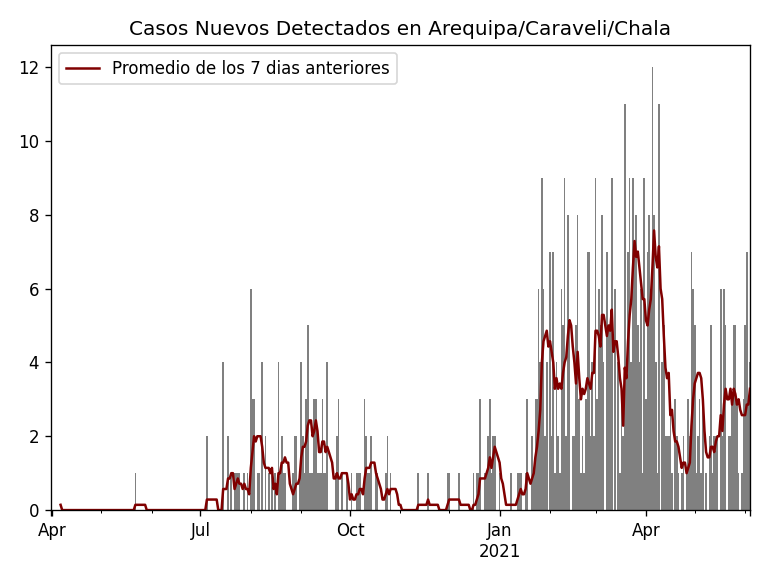 Casos Nuevos Detectados en Arequipa/Caraveli/Chala
Promedio de los 7 dias anteriores
12
10
8
6
4
2
0
Apr Jul Oct Jan Apr
2021